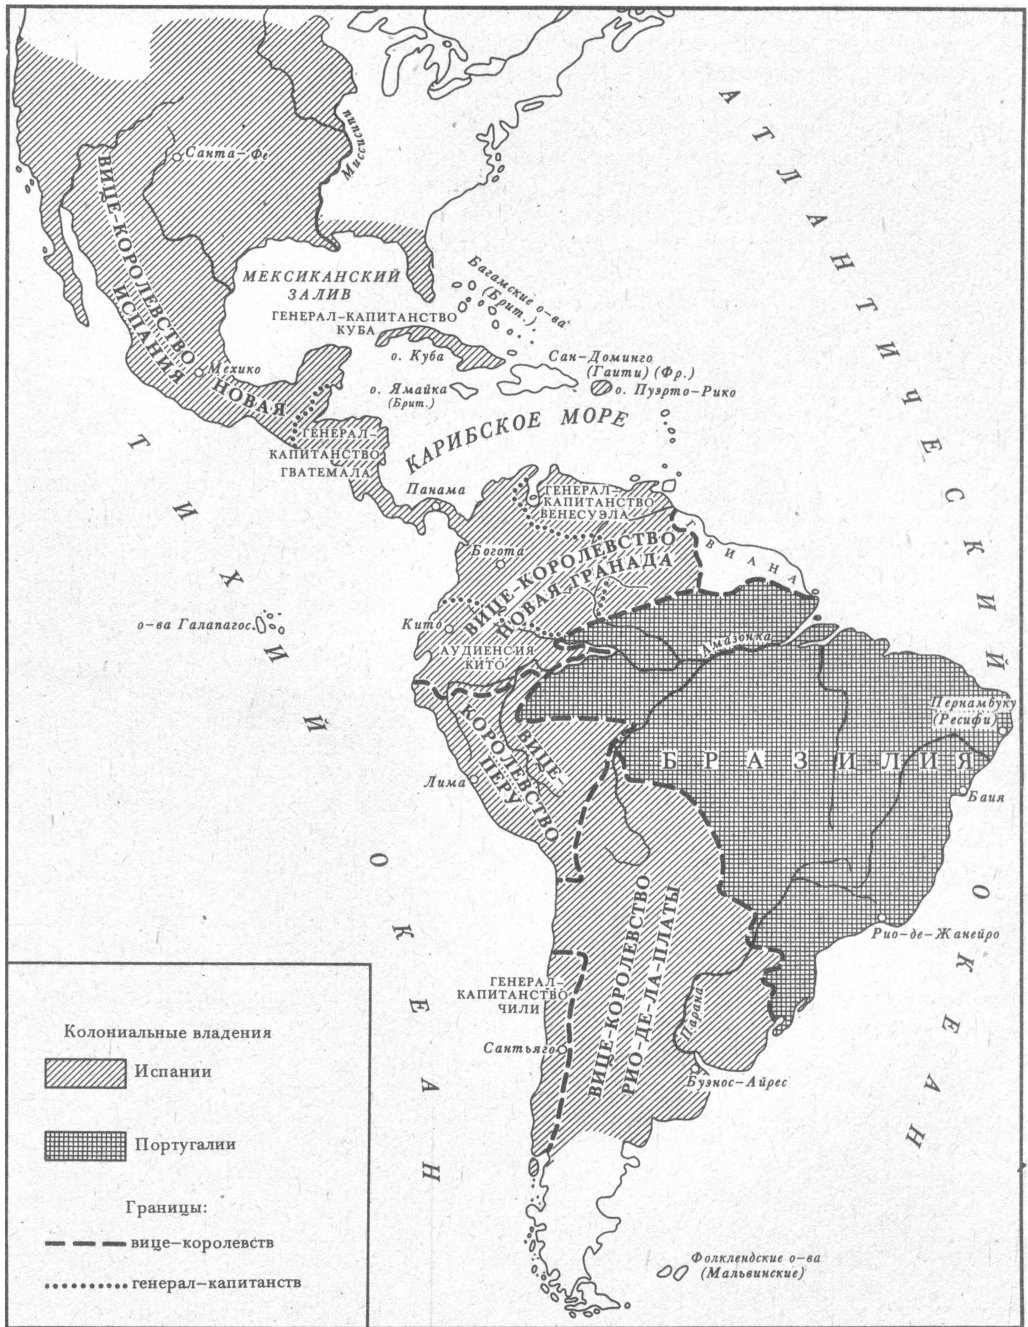 АТЛАНТИЧЕСКИЙ ОКЕАН
Миссисипи
Санта-Фе
ВИЦЕ-КОРОЛЕВСТВО
НОВАЯ ИСПАНИЯ
МЕКСИКАНСКИЙ
ЗАЛИВ
Багамские о-ва
(Брит.)
ГЕНЕРАЛ-КАПИТАНСТВО
КУБА
о. Куба
Сан-Доминго
(Гаити) (Фр.)
Мехико
о. Ямайка
(Брит.)
о. Пуэрто-Рико
КАРИБСКОЕ МОРЕ
ГЕНЕРАЛ-
КАПИТАНСТВО
ГВАТЕМАЛА
ТИХИЙ ОКЕАН
Панама
ГЕНЕРАЛ-
КАПИТАНСТВО
ВЕНЕСУЭЛА
ГВИАНА
Богота
ВИЦЕ-КОРОЛЕВСТВО
НОВАЯ ГРАНАДА
о-ва Галапагос
Кито
АУДИЕНСИЯ
КИТО
Амазонка
Пернамбуку
(Ресифи)
ВИЦЕ-
КОРОЛЕВСТВО
ПЕРУ
БРАЗИЛИЯ
Лима
Баия
ВИЦЕ-КОРОЛЕВСТВО
РИО-ДЕ-ЛА-ПЛАТЫ
Рио-де-Жанейро
ГЕНЕРАЛ-
КАПИТАНСТВО
ЧИЛИ
Парана
Сантьяго
Буэнос-Айрес
Фолклендские о-ва
(Мальвинские)
Колониальные владения
Испании
Португалии
Границы:
вице-королевств
генерал-капитанств